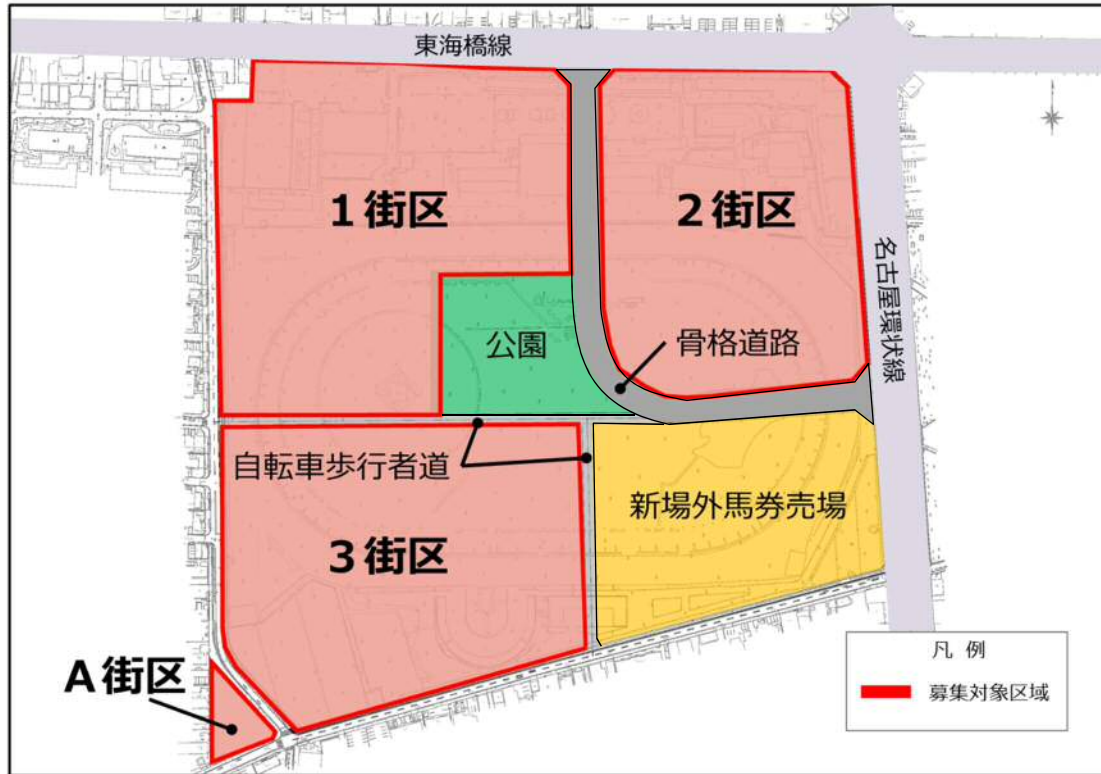 東海橋線
1街区
2街区
名古屋環状線
公園
骨格道路
自転車歩行者道
新場外馬券売場
3街区
A街区
凡 例
募集対象区域